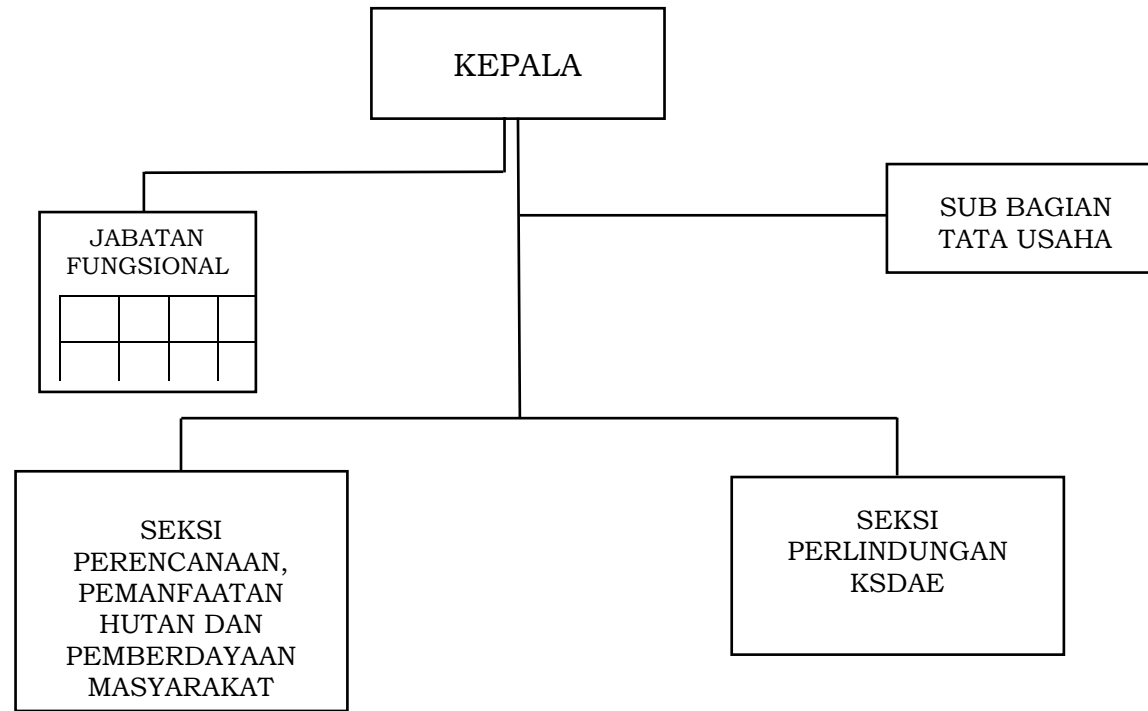 KEPALA
SUB BAGIAN
TATA USAHA
JABATAN
FUNGSIONAL
SEKSI
PERENCANAAN,
PEMANFAATAN
HUTAN DAN
PEMBERDAYAAN
MASYARAKAT
SEKSI
PERLINDUNGAN
KSDAE